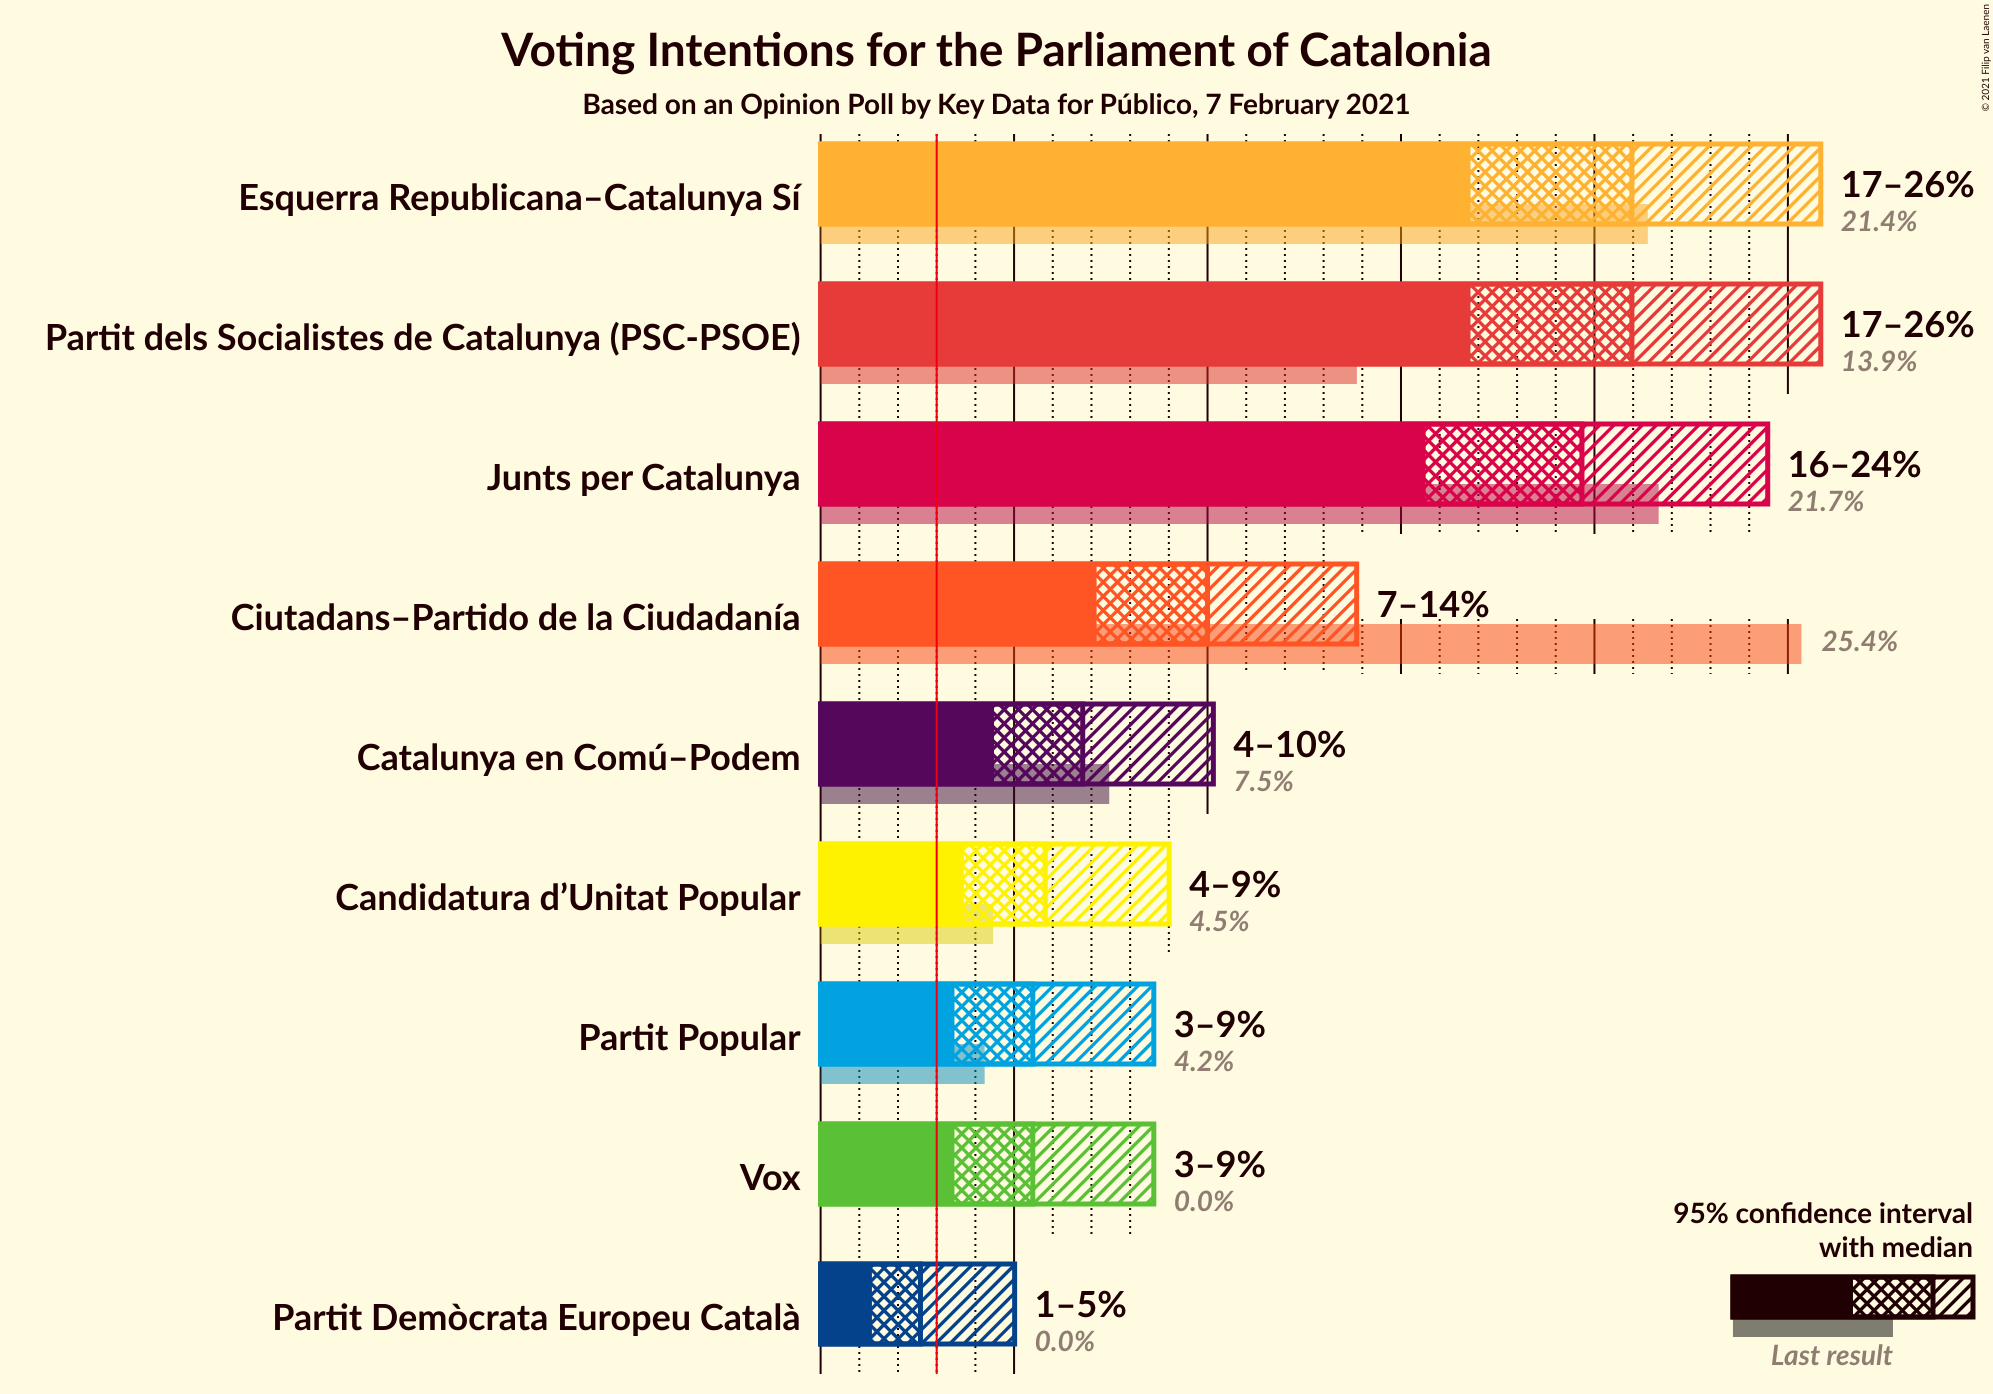 Voting Intentions for the Parliament of Catalonia
Based on an Opinion Poll by Key Data for Público, 7 February 2021
© 2021 Filip van Laenen
Esquerra Republicana–Catalunya Sí
17–26%
21.4%
Partit dels Socialistes de Catalunya (PSC-PSOE)
17–26%
13.9%
Junts per Catalunya
16–24%
21.7%
Ciutadans–Partido de la Ciudadanía
7–14%
25.4%
Catalunya en Comú–Podem
4–10%
7.5%
Candidatura d’Unitat Popular
4–9%
4.5%
Partit Popular
3–9%
4.2%
Vox
3–9%
0.0%
Partit Demòcrata Europeu Català
1–5%
0.0%
95% confidence interval
with median
Last result